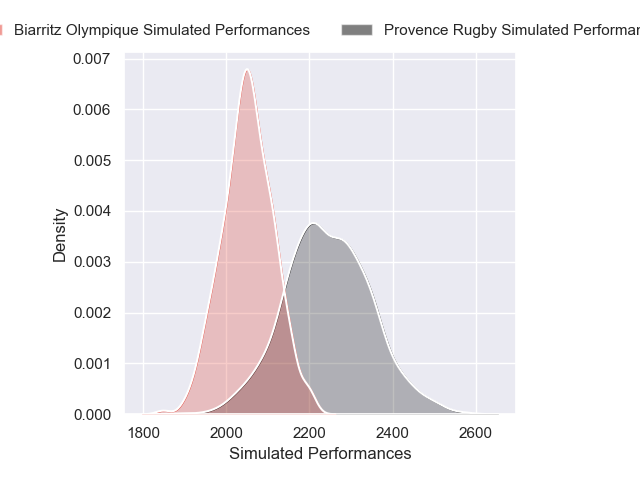 Biarritz Olympique Simulated Performances Provence Rugby Simulated
0.007
0.006
0.005
0.004
0.003
0.002
0.001
0.000
Density
1800 2000 2200 2400 2600
Simulated Performances